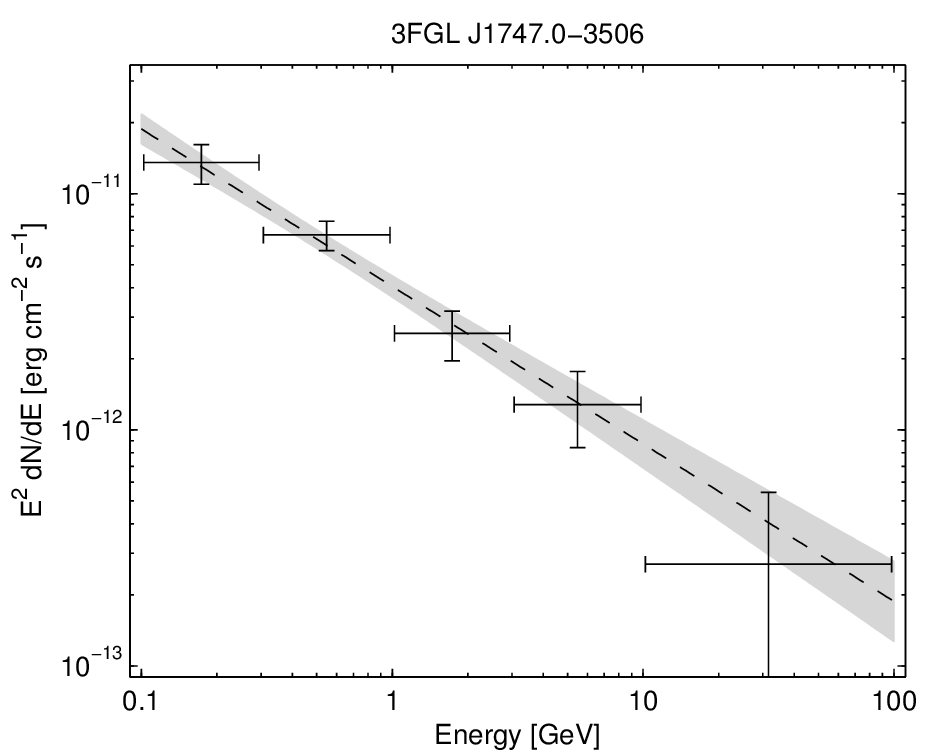 3FGL J1747.0−3506
E² dN/dE [erg cm⁻² s⁻¹]
10⁻¹¹
10⁻¹²
10⁻¹³
0.1 1 10 100
Energy [GeV]